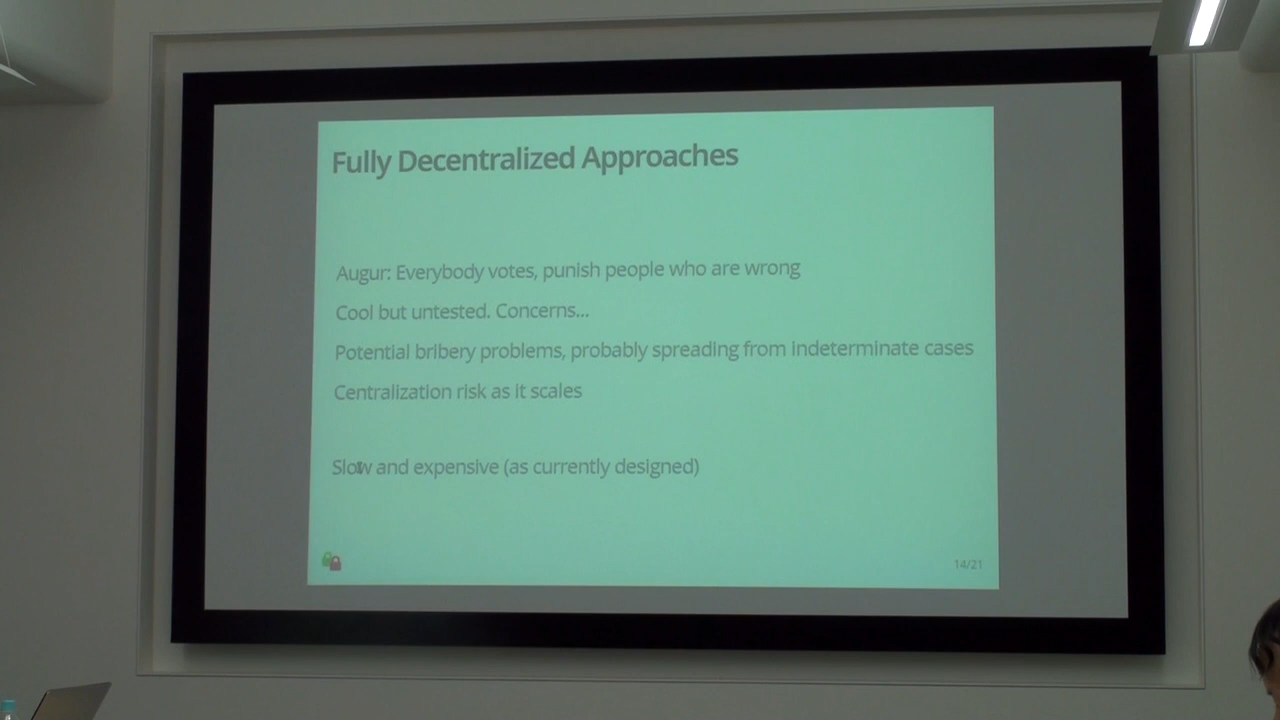 Fully Decentralized Approaches
Augur: Everybody votes, punish people who are wrong
Cool but untested. Concerns...
Potential bribery problems, probably spreading from indeterminate cases
Centralization risk as it scales
Slow and expensive (as currently designed)
14/21